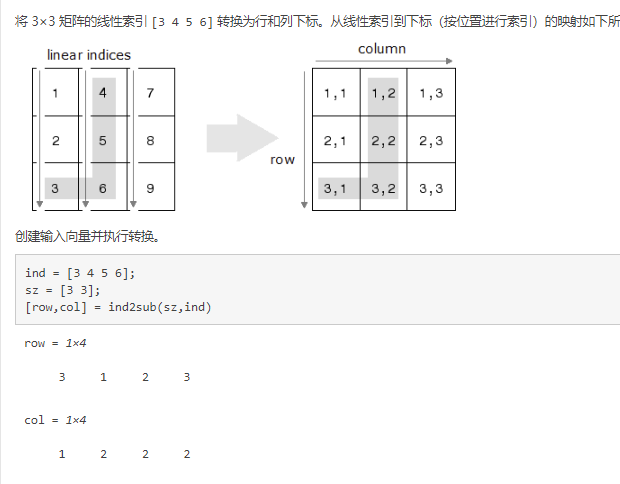 将 3×3 矩阵的线性索引 [3 4 5 6] 转换为行和列下标。从线性索引到下标（按位置进行索引）的映射如下所
linear indices
column
1 4 7
1,1 1,2 1,3
2 5 8
2,1 2,2 2,3
row
3 6 9
3,1 3,2 3,3
创建输入向量并执行转换。
ind = [3 4 5 6];
sz = [3 3];
[row,col] = ind2sub(sz,ind)
row = 1×4
3 1 2 3
col = 1×4
1 2 2 2